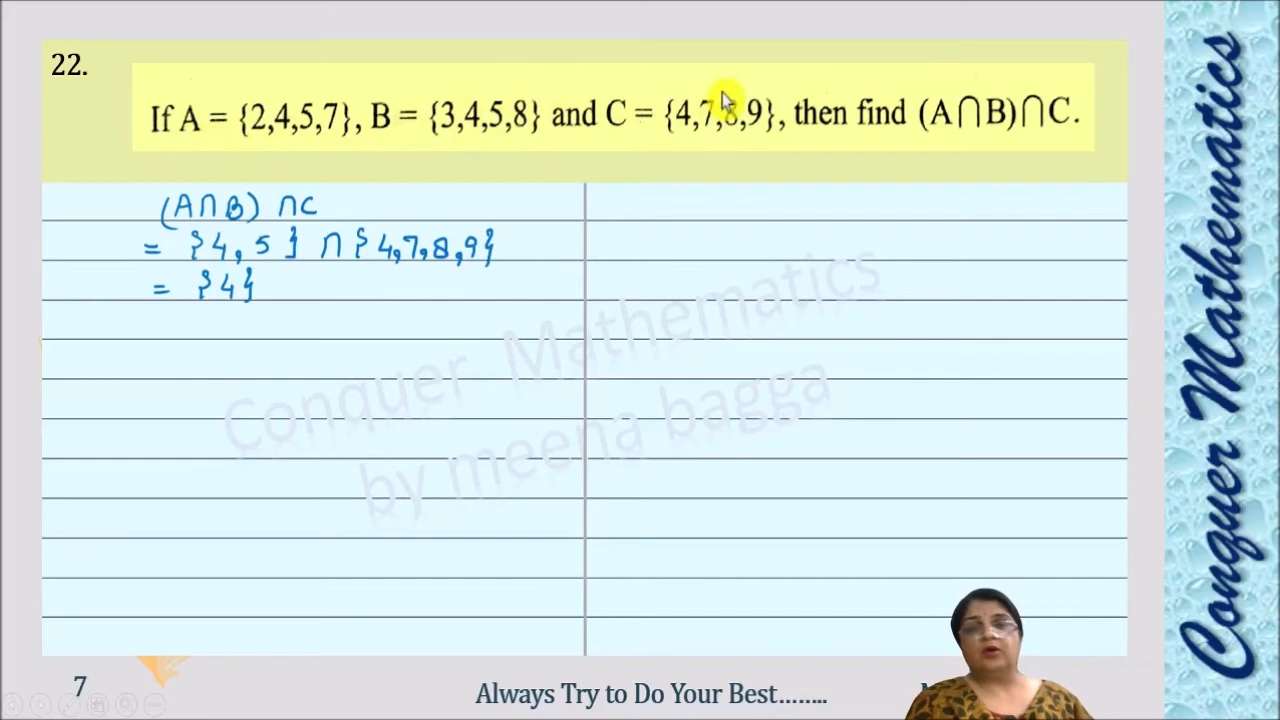 22.
If A = {2,4,5,7}, B = {3,4,5,8} and C = {4,7,8,9}, then find (A⋂B)⋂C.
(A∩B) ∩C
= {4, 5} ∩ {4,7,8,9}
= {4}
Conquer Mathematics
by meena bagga
Conquer Mathematics
7
Always Try to Do Your Best........